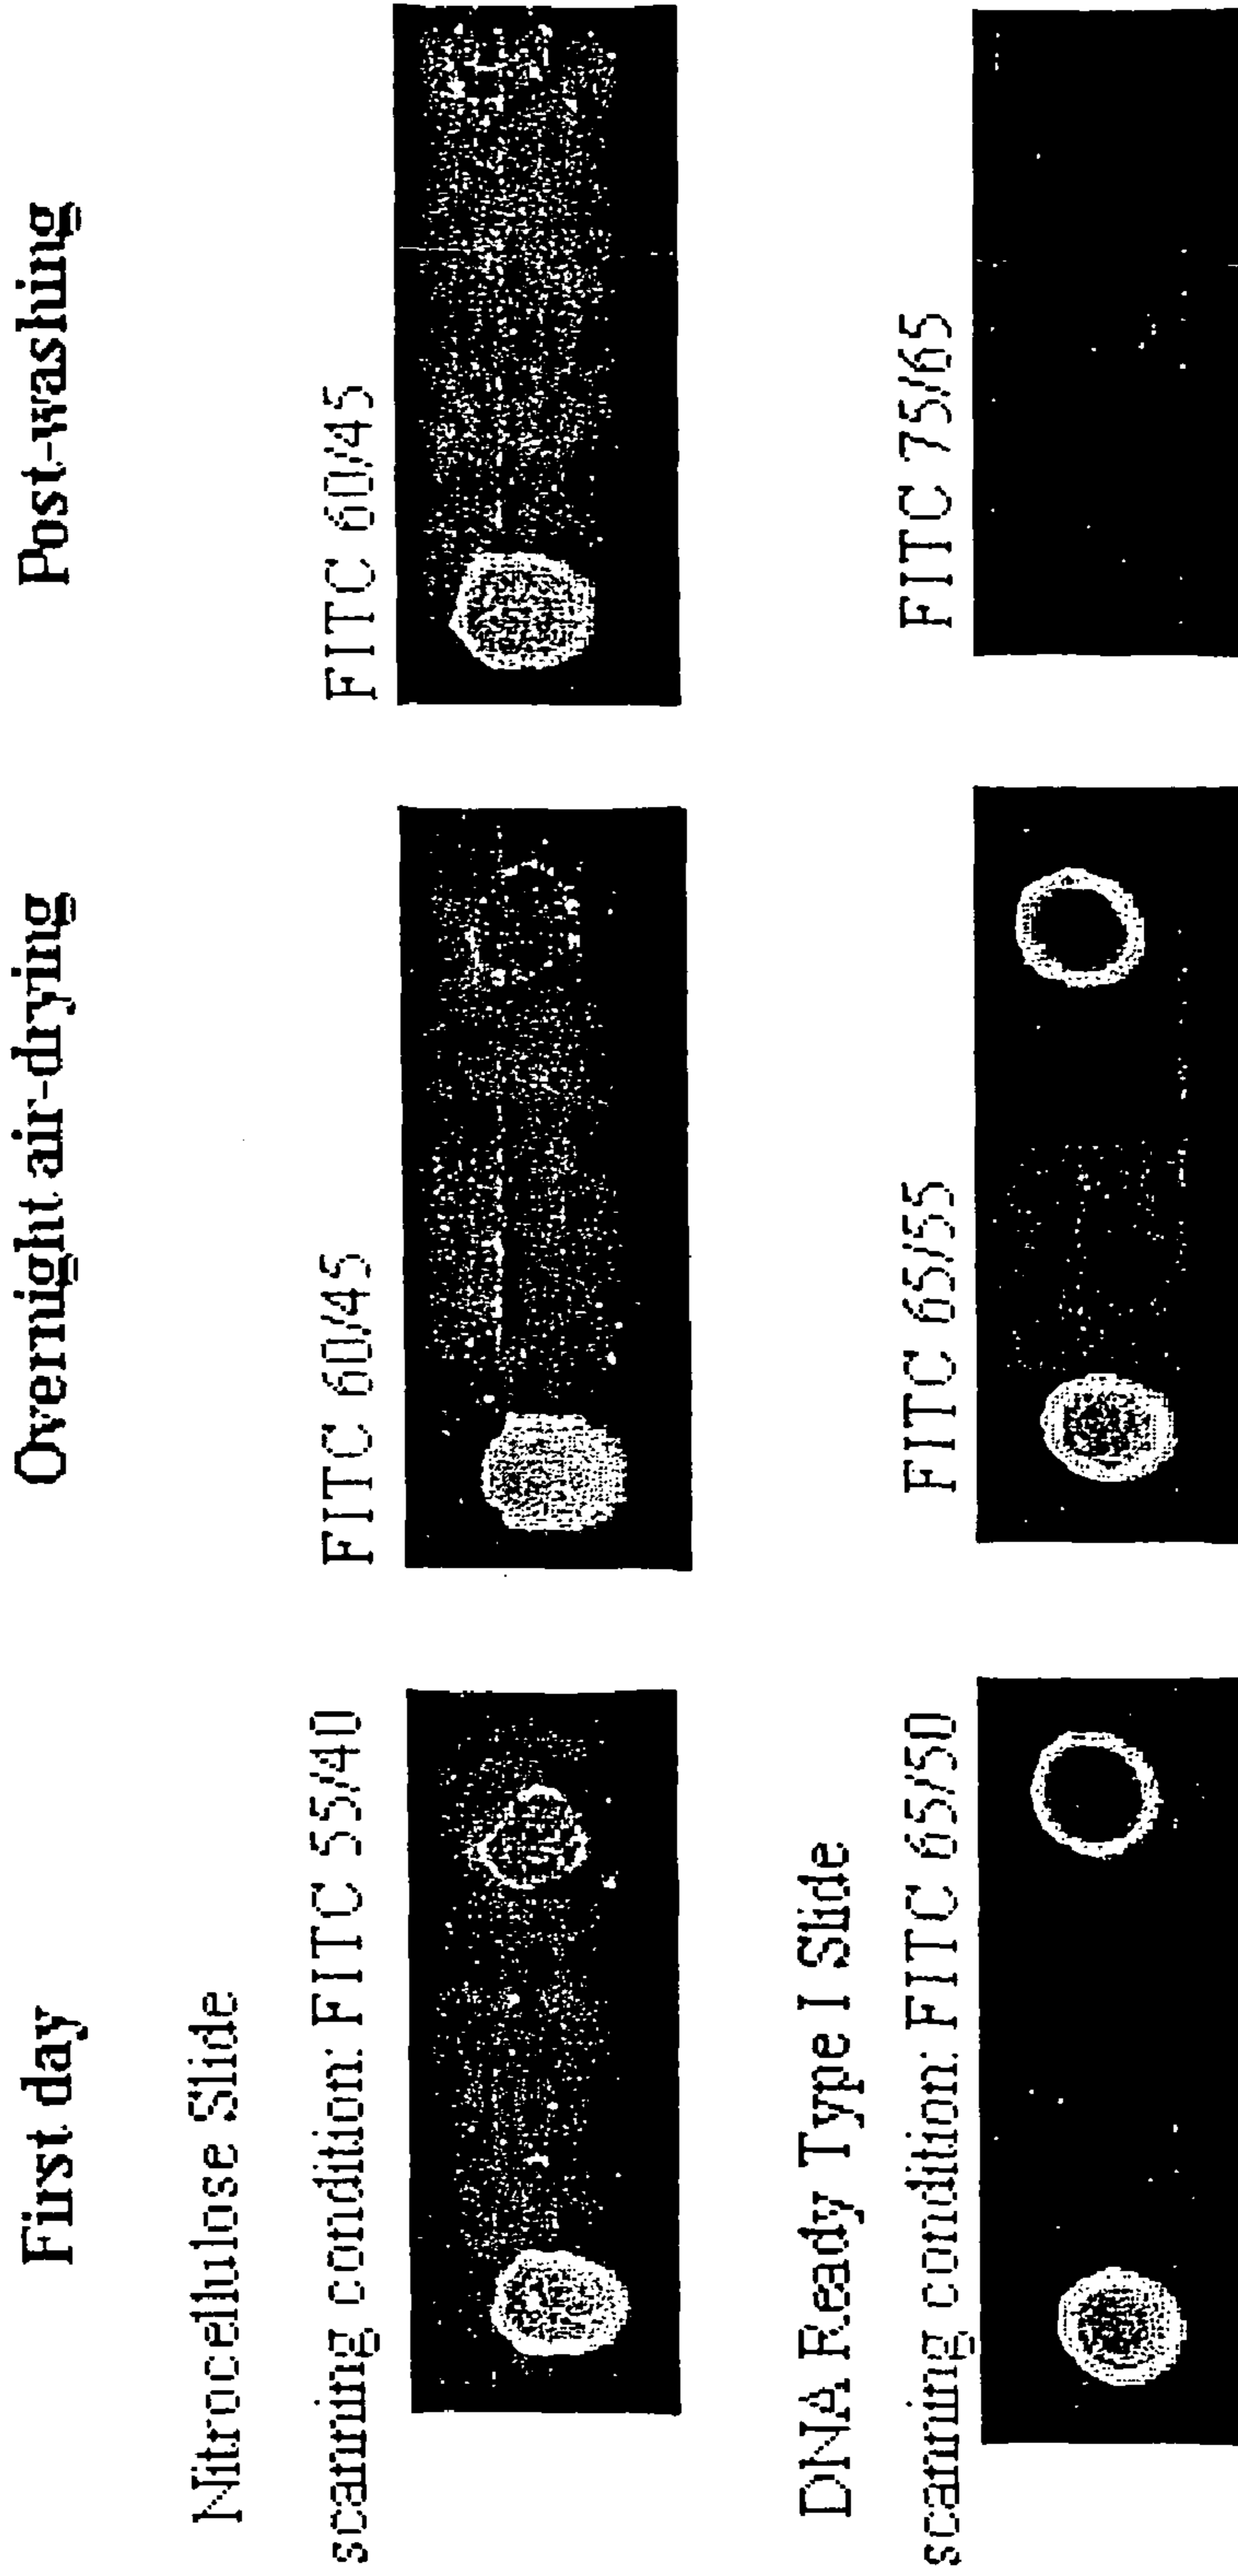 First day
Overnight air-drying
Post-washing
Nitrocellulose Slide
scanning condition: FITC 55/40
FITC 60/45
FITC 60/45
DNA Ready Type I Slide
scanning condition: FITC 65/50
FITC 65/55
FITC 75/65